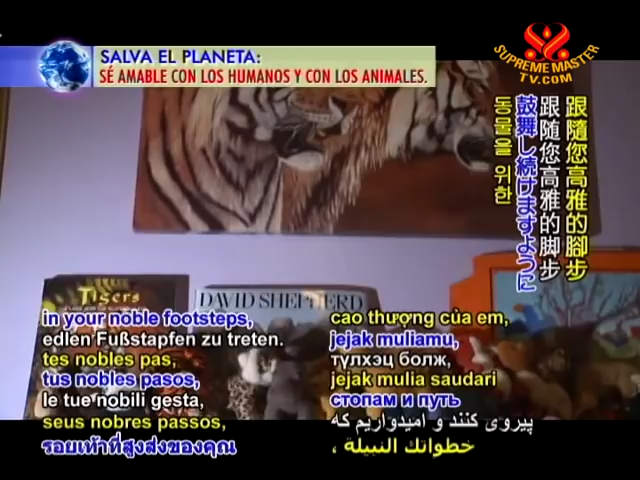 SALVA EL PLANETA:
SÉ AMABLE CON LOS HUMANOS Y CON LOS ANIMALES.
SUPREME MASTER
TV.COM
跟隨您高雅的腳步
跟随您高雅的脚步
鼓舞し続けますように
동물을 위한
Tigers
DAVID SHEPHERD
in your noble footsteps,
edlen Fußstapfen zu treten.
tes nobles pas,
tus nobles pasos,
le tue nobili gesta,
seus nobres passos,
รอยเท้าที่สูงส่งของคุณ
cao thượng của em,
jejak muliamu,
түлхэц болж,
jejak mulia saudari
стопам и путь
پیروی کنند و امیدواریم که
خطواتك النبيلة ،